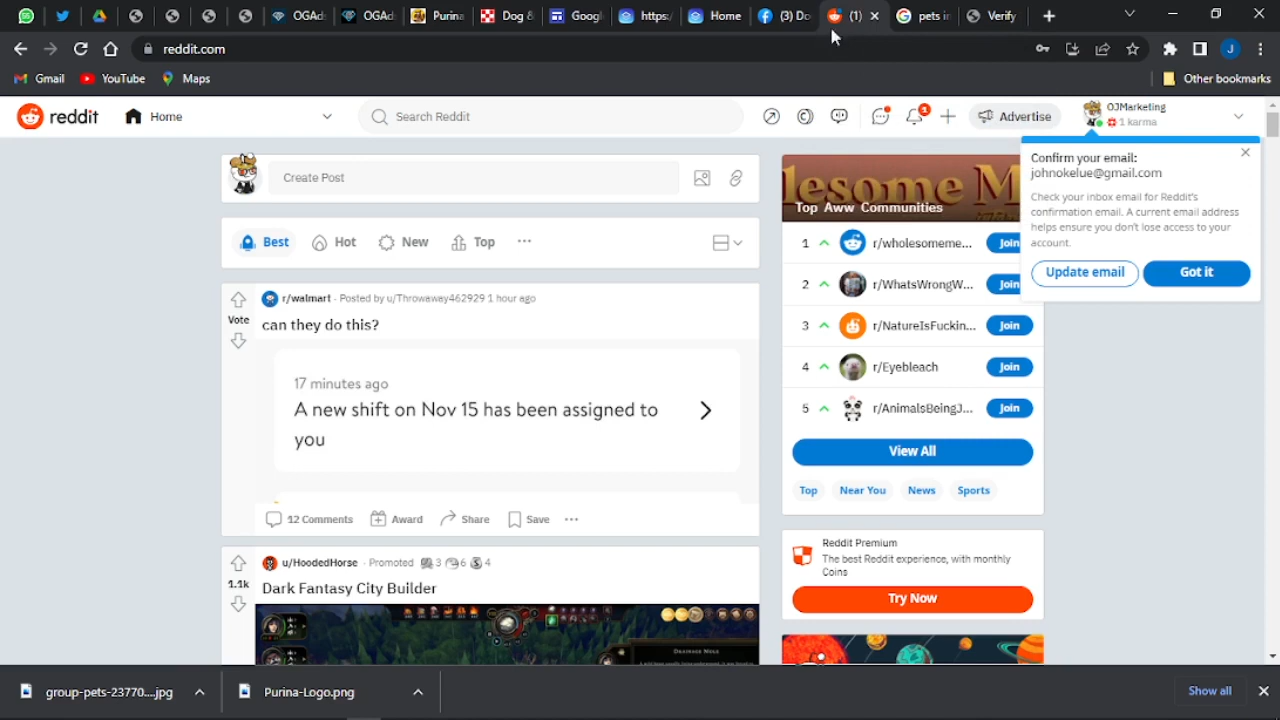 OGAd
OGAd
Purina
Dog &
Googl
https:/
Home
(3) Do
(1)
pets in
Verify
reddit.com
J
Gmail
YouTube
Maps
Other bookmarks
reddit
Home
Search Reddit
1
Advertise
OJMarketing
1 karma
Confirm your email:
johnokelue@gmail.com
Check your inbox email for Reddit's
confirmation email. A current email address
helps ensure you don't lose access to your
account.
Update email
Got it
Create Post
Best
Hot
New
Top
lesome M
Top Aww Communities
1 r/wholesomeme... Join
2 r/WhatsWrongW... Join
3 r/NatureIsFuckin... Join
4 r/Eyebleach Join
5 r/AnimalsBeingJ... Join
View All
Top Near You News Sports
r/walmart · Posted by u/Throwaway462929 1 hour ago
Vote
can they do this?
17 minutes ago
A new shift on Nov 15 has been assigned to
you
12 Comments
Award
Share
Save
Reddit Premium
The best Reddit experience, with monthly
Coins
Try Now
u/HoodedHorse · Promoted 3 6 4
1.1k
Dark Fantasy City Builder
group-pets-23770....jpg
Purina-Logo.png
Show all